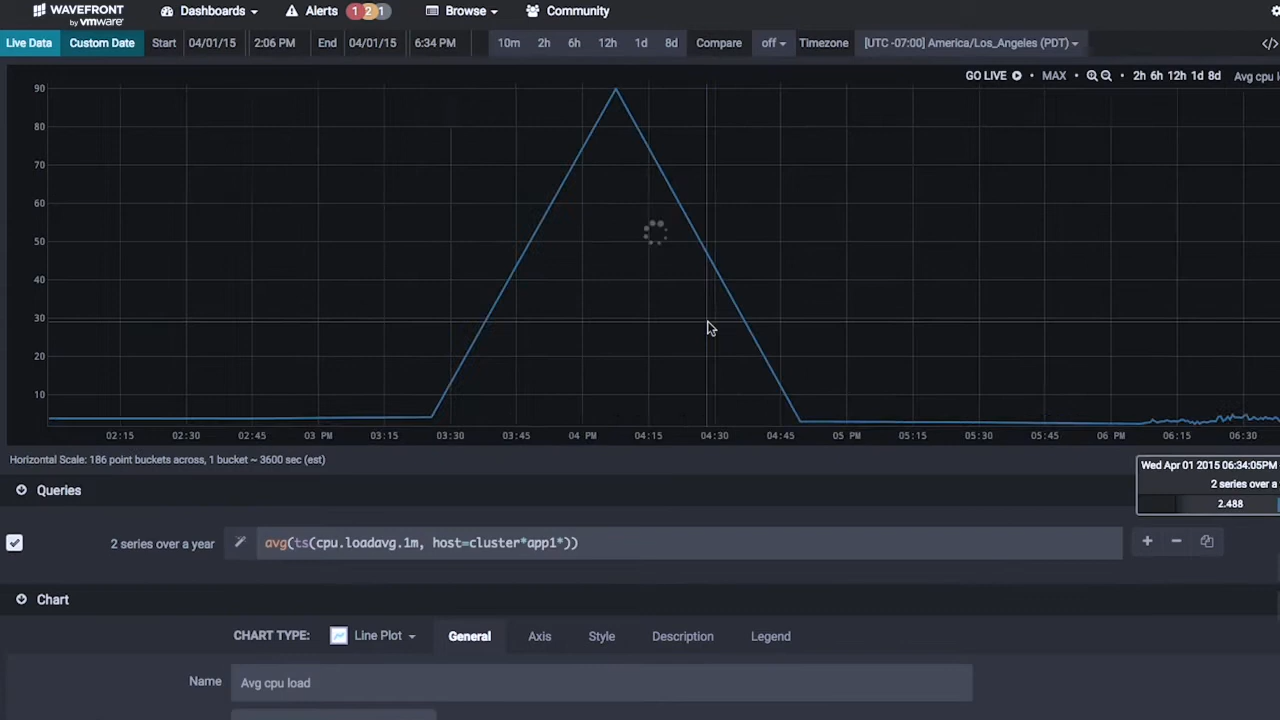 WAVEFRONT
by vmware
Dashboards
Alerts 1 2 1
Browse
Community
Live Data
Custom Date
Start 04/01/15 2:06 PM End 04/01/15 6:34 PM
10m 2h 6h 12h 1d 8d
Compare off
Timezone [UTC -07:00] America/Los_Angeles (PDT)
</>
GO LIVE • MAX • • 2h 6h 12h 1d 8d Avg cpu
90
80
70
60
50
40
30
20
10
02:15 02:30 02:45 03 PM 03:15 03:30 03:45 04 PM 04:15 04:30 04:45 05 PM 05:15 05:30 05:45 06 PM 06:15 06:30
Horizontal Scale: 186 point buckets across, 1 bucket ~ 3600 sec (est)
Wed Apr 01 2015 06:34:05PM
2 series over a
2.488
Queries
2 series over a year
avg(ts(cpu.loadavg.1m, host=cluster*app1*))
Chart
CHART TYPE: Line Plot
General Axis Style Description Legend
Name Avg cpu load